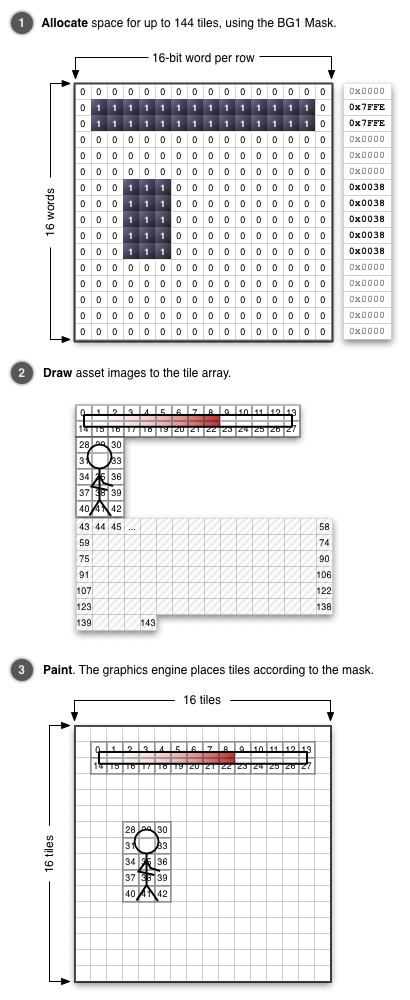 1 Allocate space for up to 144 tiles, using the BG1 Mask.
16-bit word per row
16 words
0 0 0 0 0 0 0 0 0 0 0 0 0 0 0 0 0x0000
0 1 1 1 1 1 1 1 1 1 1 1 1 1 1 0 0x7FFE
0 1 1 1 1 1 1 1 1 1 1 1 1 1 1 0 0x7FFE
0 0 0 0 0 0 0 0 0 0 0 0 0 0 0 0 0x0000
0 0 0 0 0 0 0 0 0 0 0 0 0 0 0 0 0x0000
0 0 0 0 0 0 0 0 0 0 0 0 0 0 0 0 0x0000
0 0 0 1 1 1 0 0 0 0 0 0 0 0 0 0 0x0038
0 0 0 1 1 1 0 0 0 0 0 0 0 0 0 0 0x0038
0 0 0 1 1 1 0 0 0 0 0 0 0 0 0 0 0x0038
0 0 0 1 1 1 0 0 0 0 0 0 0 0 0 0 0x0038
0 0 0 1 1 1 0 0 0 0 0 0 0 0 0 0 0x0038
0 0 0 0 0 0 0 0 0 0 0 0 0 0 0 0 0x0000
0 0 0 0 0 0 0 0 0 0 0 0 0 0 0 0 0x0000
0 0 0 0 0 0 0 0 0 0 0 0 0 0 0 0 0x0000
0 0 0 0 0 0 0 0 0 0 0 0 0 0 0 0 0x0000
0 0 0 0 0 0 0 0 0 0 0 0 0 0 0 0 0x0000
2 Draw asset images to the tile array.
0 1 2 3 4 5 6 7 8 9 10 11 12 13
14 15 16 17 18 19 20 21 22 23 24 25 26 27
28 29 30
31 33
34 35 36
37 38 39
40 41 42
43 44 45 ... 58
59 74
75 90
91 106
107 122
123 138
139 143
3 Paint. The graphics engine places tiles according to the mask.
16 tiles
16 tiles
0 1 2 3 4 5 6 7 8 9 10 11 12 13
14 15 16 17 18 19 20 21 22 23 24 25 26 27
28 29 30
31 33
34 35 36
37 38 39
40 41 42